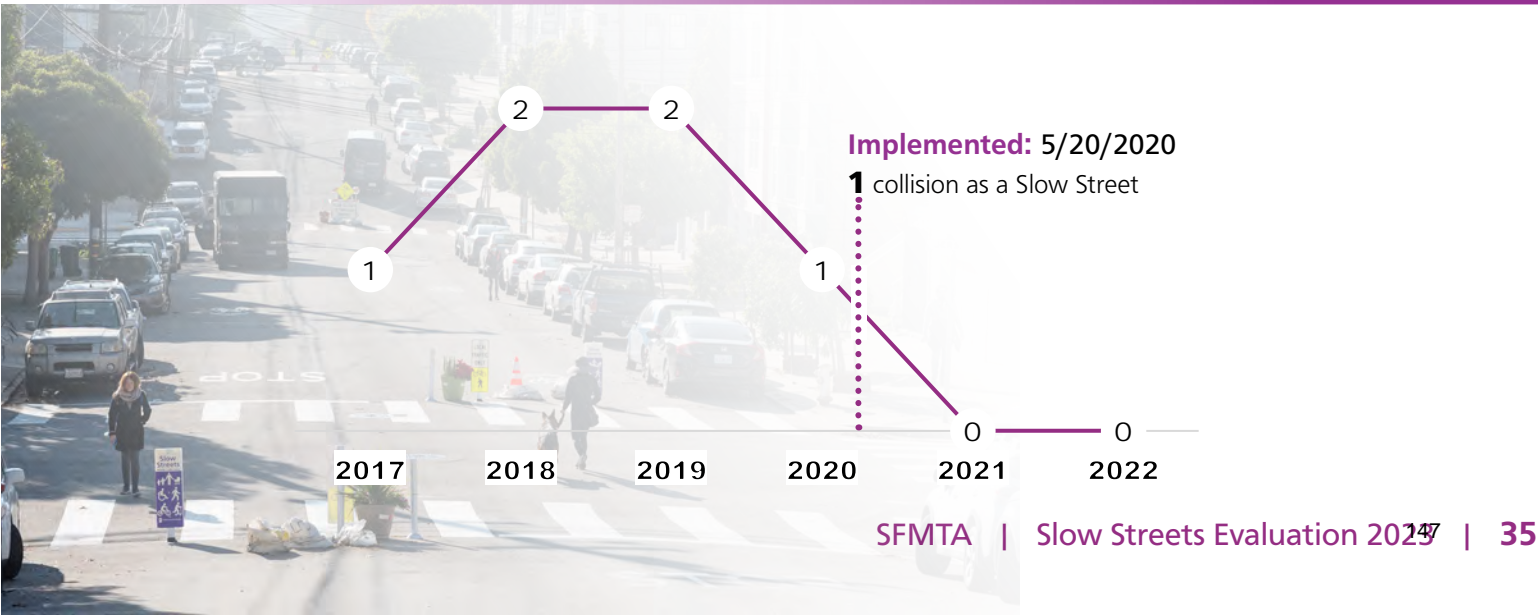 2
2
Implemented: 5/20/2020
1 collision as a Slow Street
1
1
STOP
Slow
Streets
0
0
2017
2018
2019
2020
2021
2022
SFMTA | Slow Streets Evaluation 2023 | 35
147